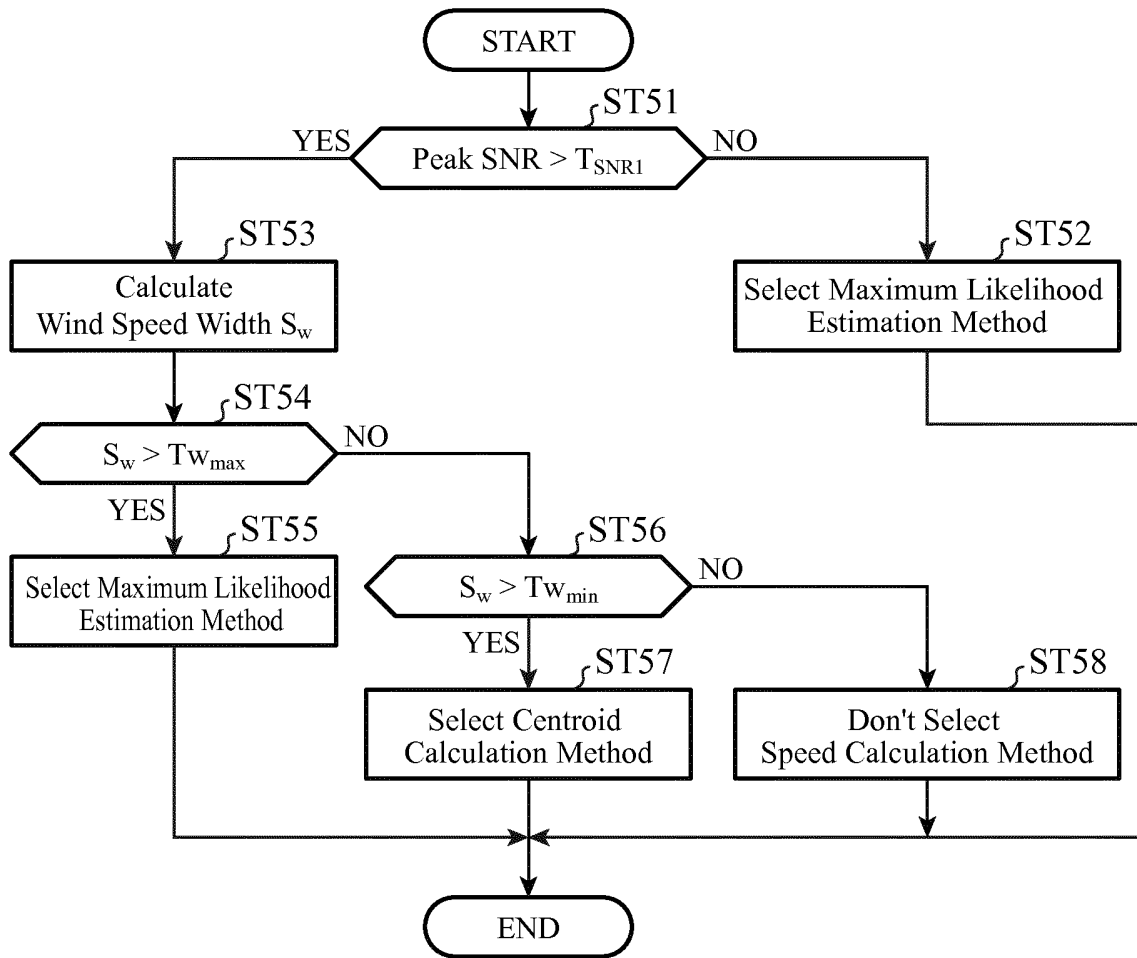 START
ST51
YES
Peak SNR > T_SNR1
NO
ST53
Calculate
Wind Speed Width S_w
ST52
Select Maximum Likelihood
Estimation Method
ST54
S_w > Tw_max
NO
YES
ST55
Select Maximum Likelihood
Estimation Method
ST56
S_w > Tw_min
NO
YES
ST57
Select Centroid
Calculation Method
ST58
Don't Select
Speed Calculation Method
END